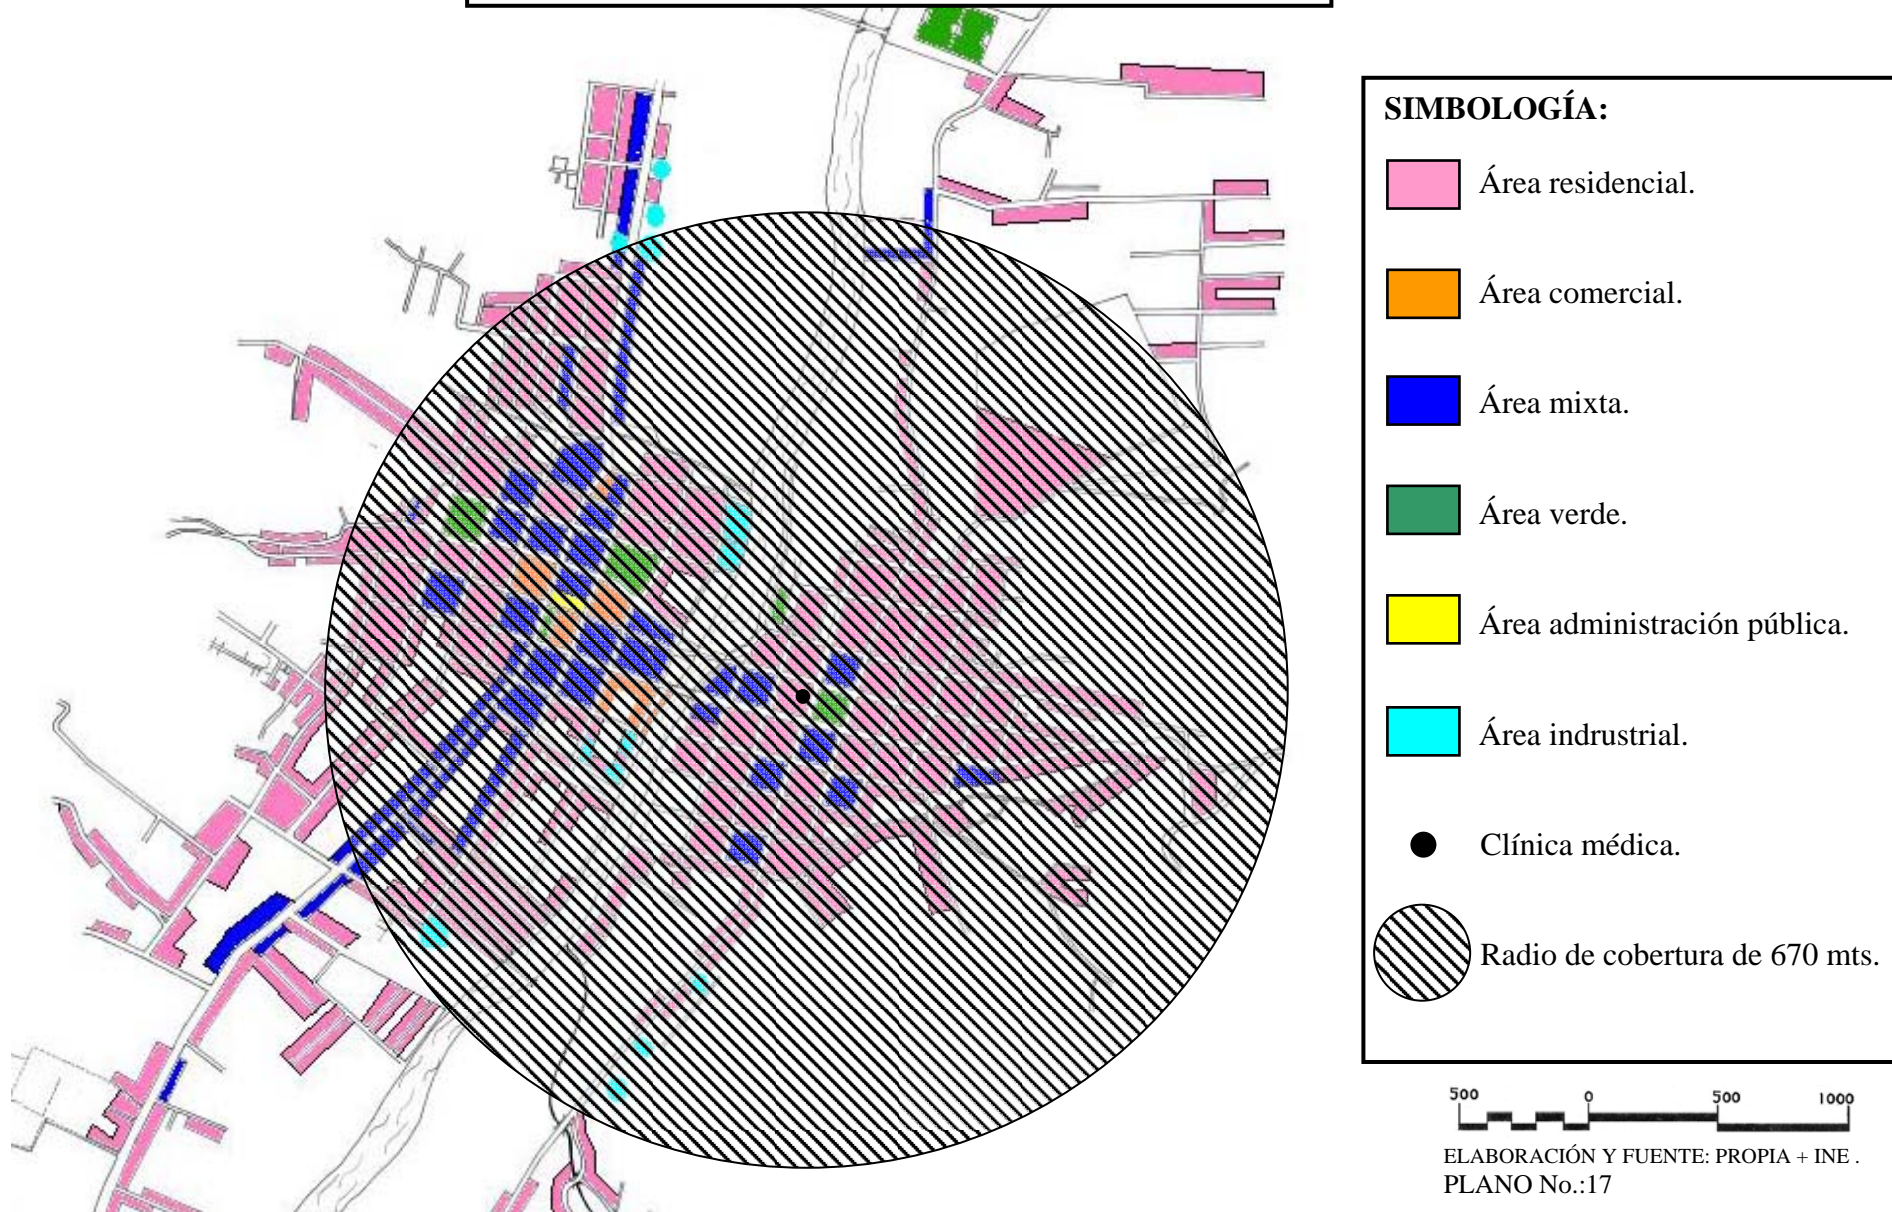 SIMBOLOGÍA:
Área residencial.
Área comercial.
Área mixta.
Área verde.
Área administración pública.
Área indrustrial.
Clínica médica.
Radio de cobertura de 670 mts.
500 0 500 1000
ELABORACIÓN Y FUENTE: PROPIA + INE .
PLANO No.:17